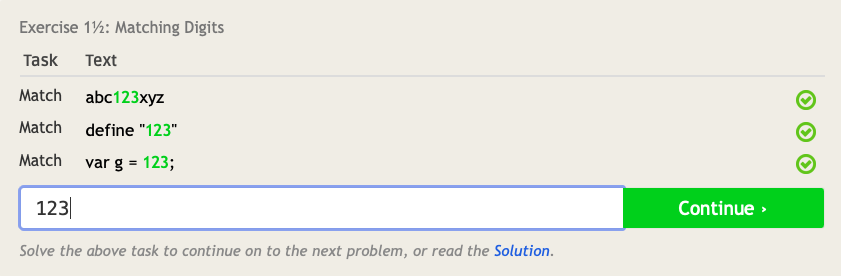 Exercise 1½: Matching Digits
Task Text
Match abc123xyz
Match define "123"
Match var g = 123;
123
Continue ›
Solve the above task to continue on to the next problem, or read the Solution.